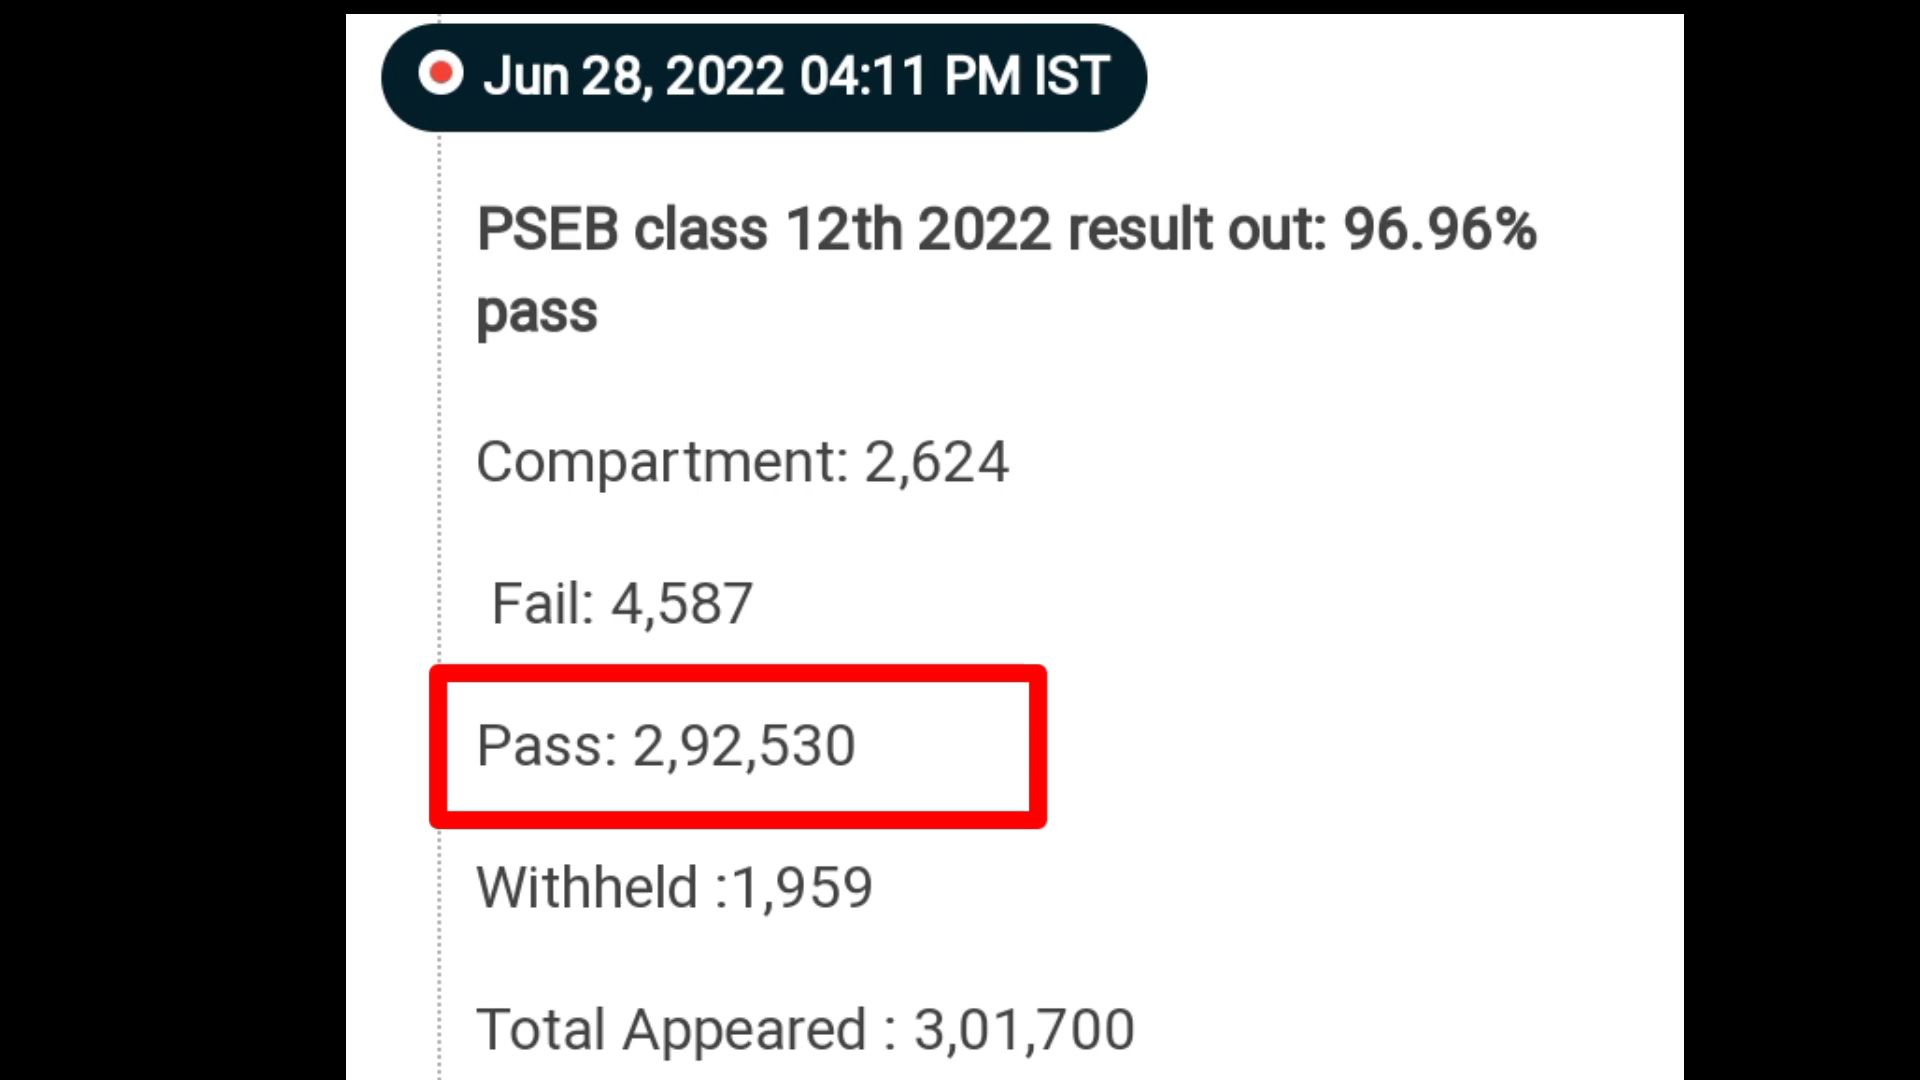 Jun 28, 2022 04:11 PM IST
PSEB class 12th 2022 result out: 96.96%
pass
Compartment: 2,624
Fail: 4,587
Pass: 2,92,530
Withheld :1,959
Total Appeared : 3,01,700